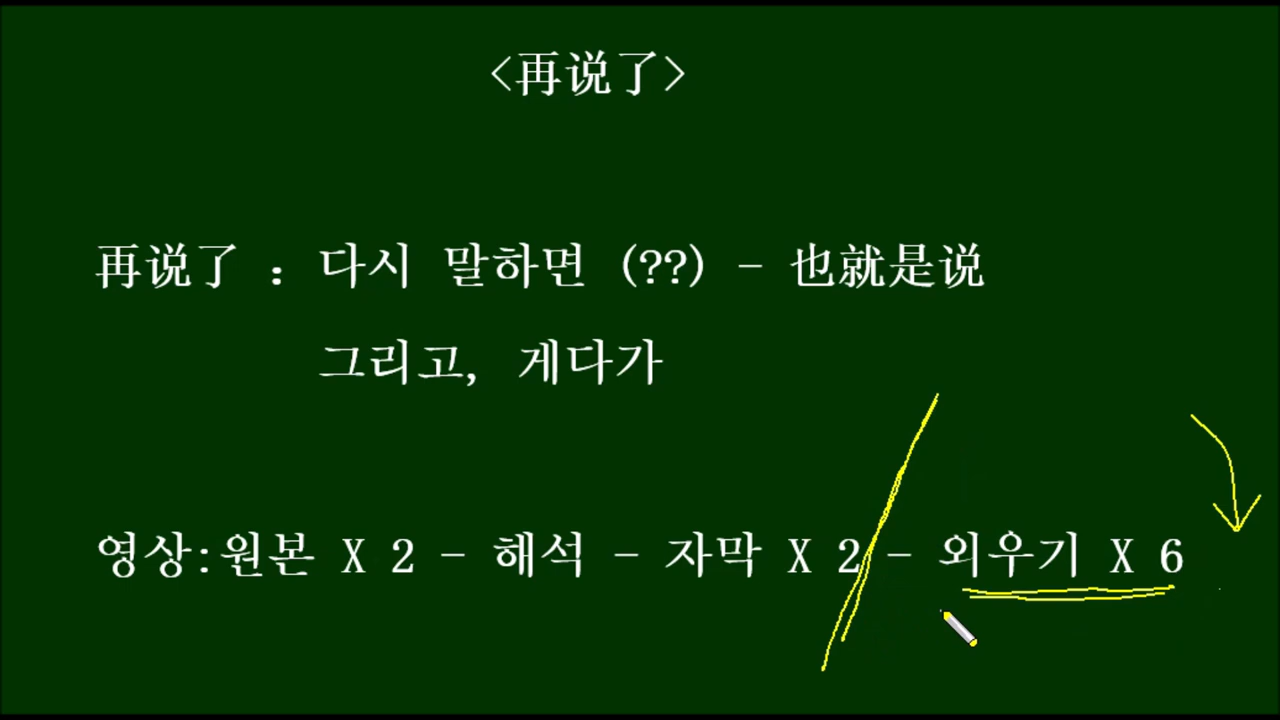 <再说了>
再说了 : 다시 말하면 (??) - 也就是说
그리고, 게다가
영상:원본 X 2 - 해석 - 자막 X 2 - 외우기 X 6